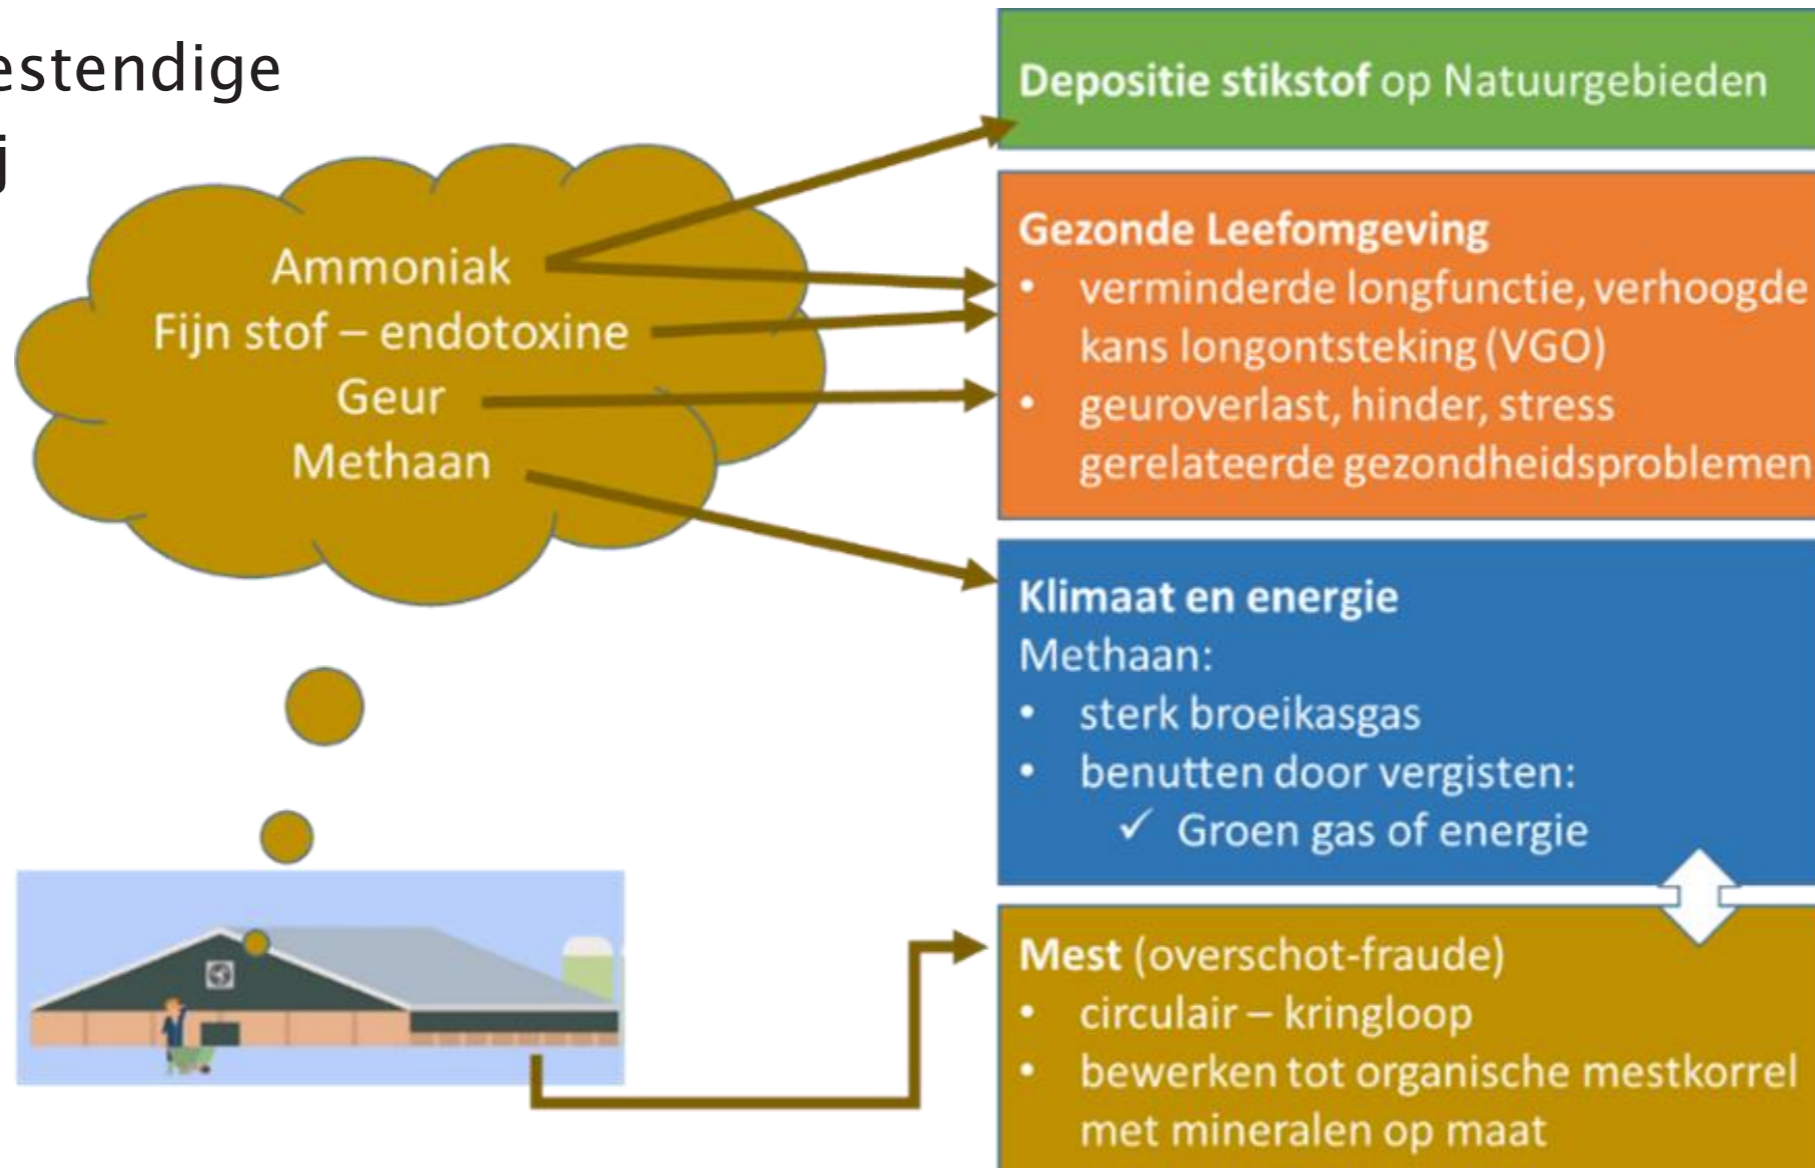 estendige
j
Ammoniak
Fijn stof – endotoxine
Geur
Methaan
Depositie stikstof op Natuurgebieden
Gezonde Leefomgeving
• verminderde longfunctie, verhoogde
kans longontsteking (VGO)
• geuroverlast, hinder, stress
gerelateerde gezondheidsproblemen
Klimaat en energie
Methaan:
• sterk broeikasgas
• benutten door vergisten:
✓ Groen gas of energie
Mest (overschot-fraude)
• circulair – kringloop
• bewerken tot organische mestkorrel
met mineralen op maat